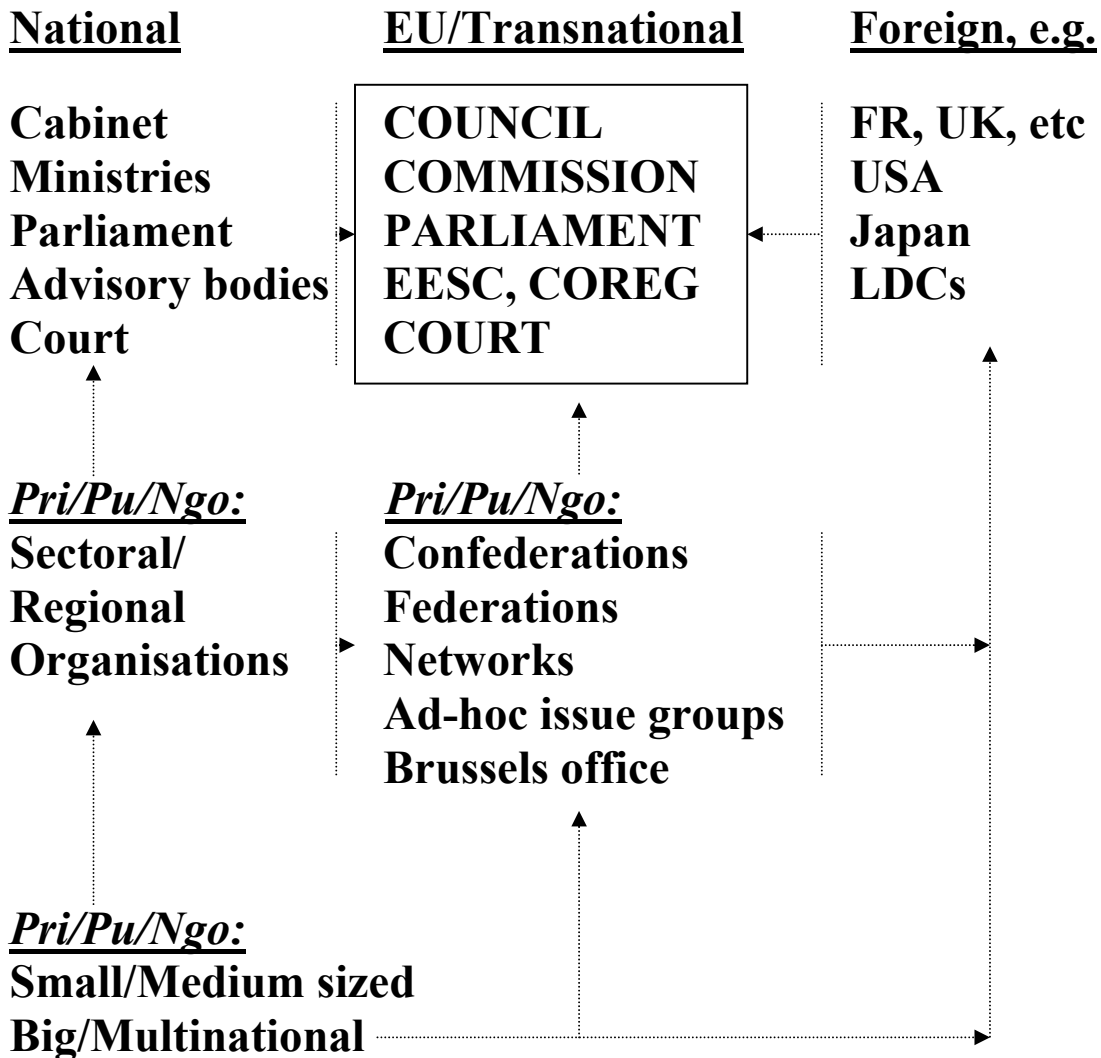 National EU/Transnational Foreign, e.g.
Cabinet COUNCIL FR, UK, etc
Ministries COMMISSION USA
Parliament PARLIAMENT Japan
Advisory bodies EESC, COREG LDCs
Court COURT
Pri/Pu/Ngo: Pri/Pu/Ngo:
Sectoral/ Confederations
Regional Federations
Organisations Networks
Ad-hoc issue groups
Brussels office
Pri/Pu/Ngo:
Small/Medium sized
Big/Multinational